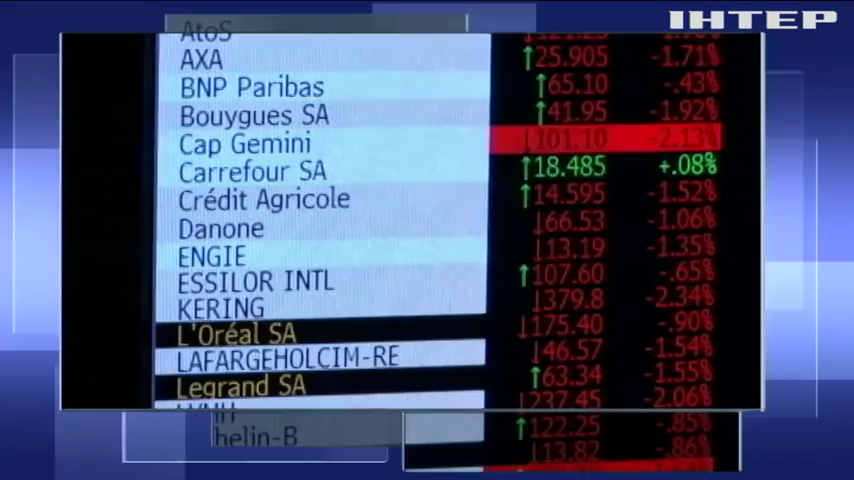 ІНТЕР
AtoS
AXA ↑25.905 -1.71%
BNP Paribas ↑65.10 -.43%
Bouygues SA ↑41.95 -1.92%
Cap Gemini ↓101.10 -2.13%
Carrefour SA ↑18.485 +.08%
Crédit Agricole ↑14.595 -1.52%
Danone ↓66.53 -1.06%
ENGIE ↓13.19 -1.35%
ESSILOR INTL ↑107.60 -.65%
KERING ↓379.8 -2.34%
L'Oréal SA ↓175.40 -.90%
LAFARGEHOLCIM-RE ↓46.57 -1.54%
Legrand SA ↑63.34 -1.55%
LVMH ↓237.45 -2.06%
helin-B ↑122.25 -.85%
↓13.82 -.86%